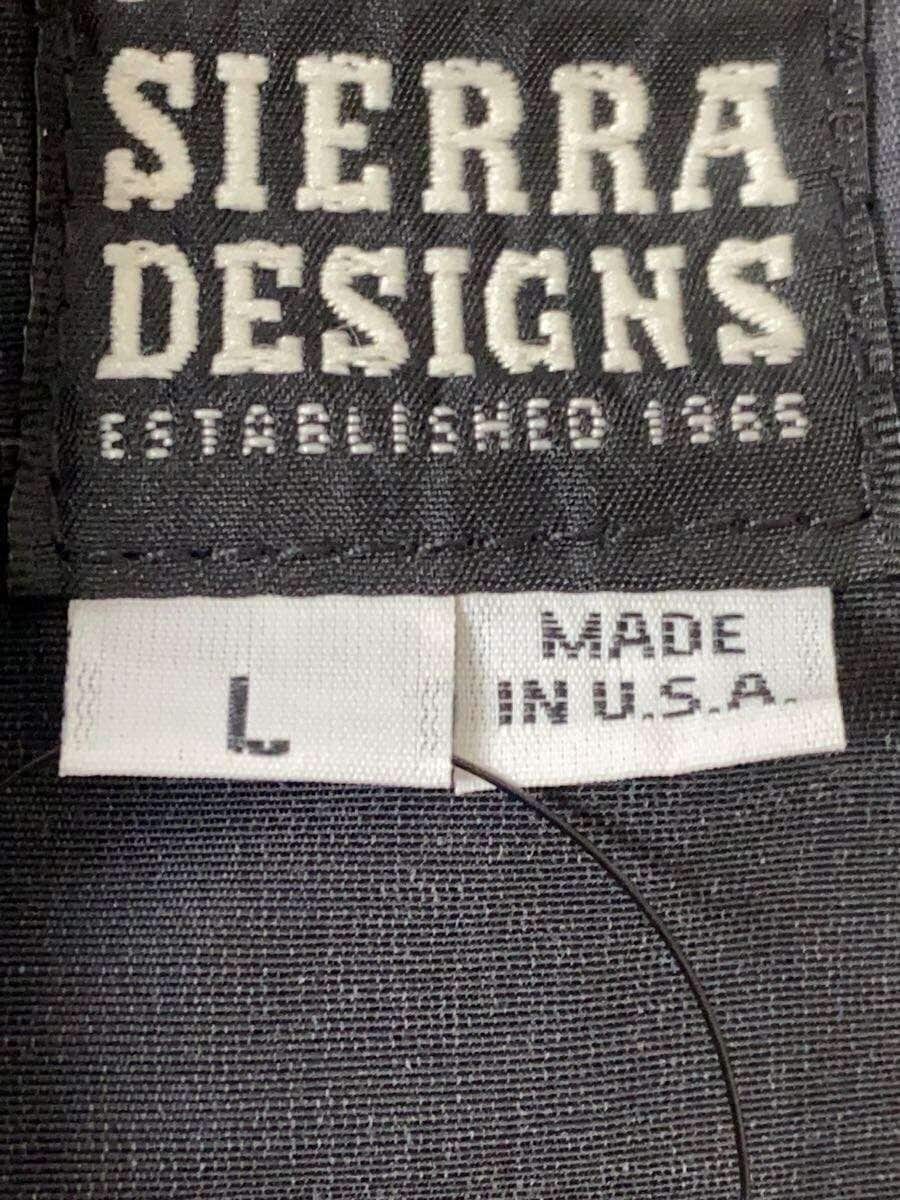 SIERRA
DESIGNS
ESTABLISHED 1965
L
MADE
IN U.S.A.